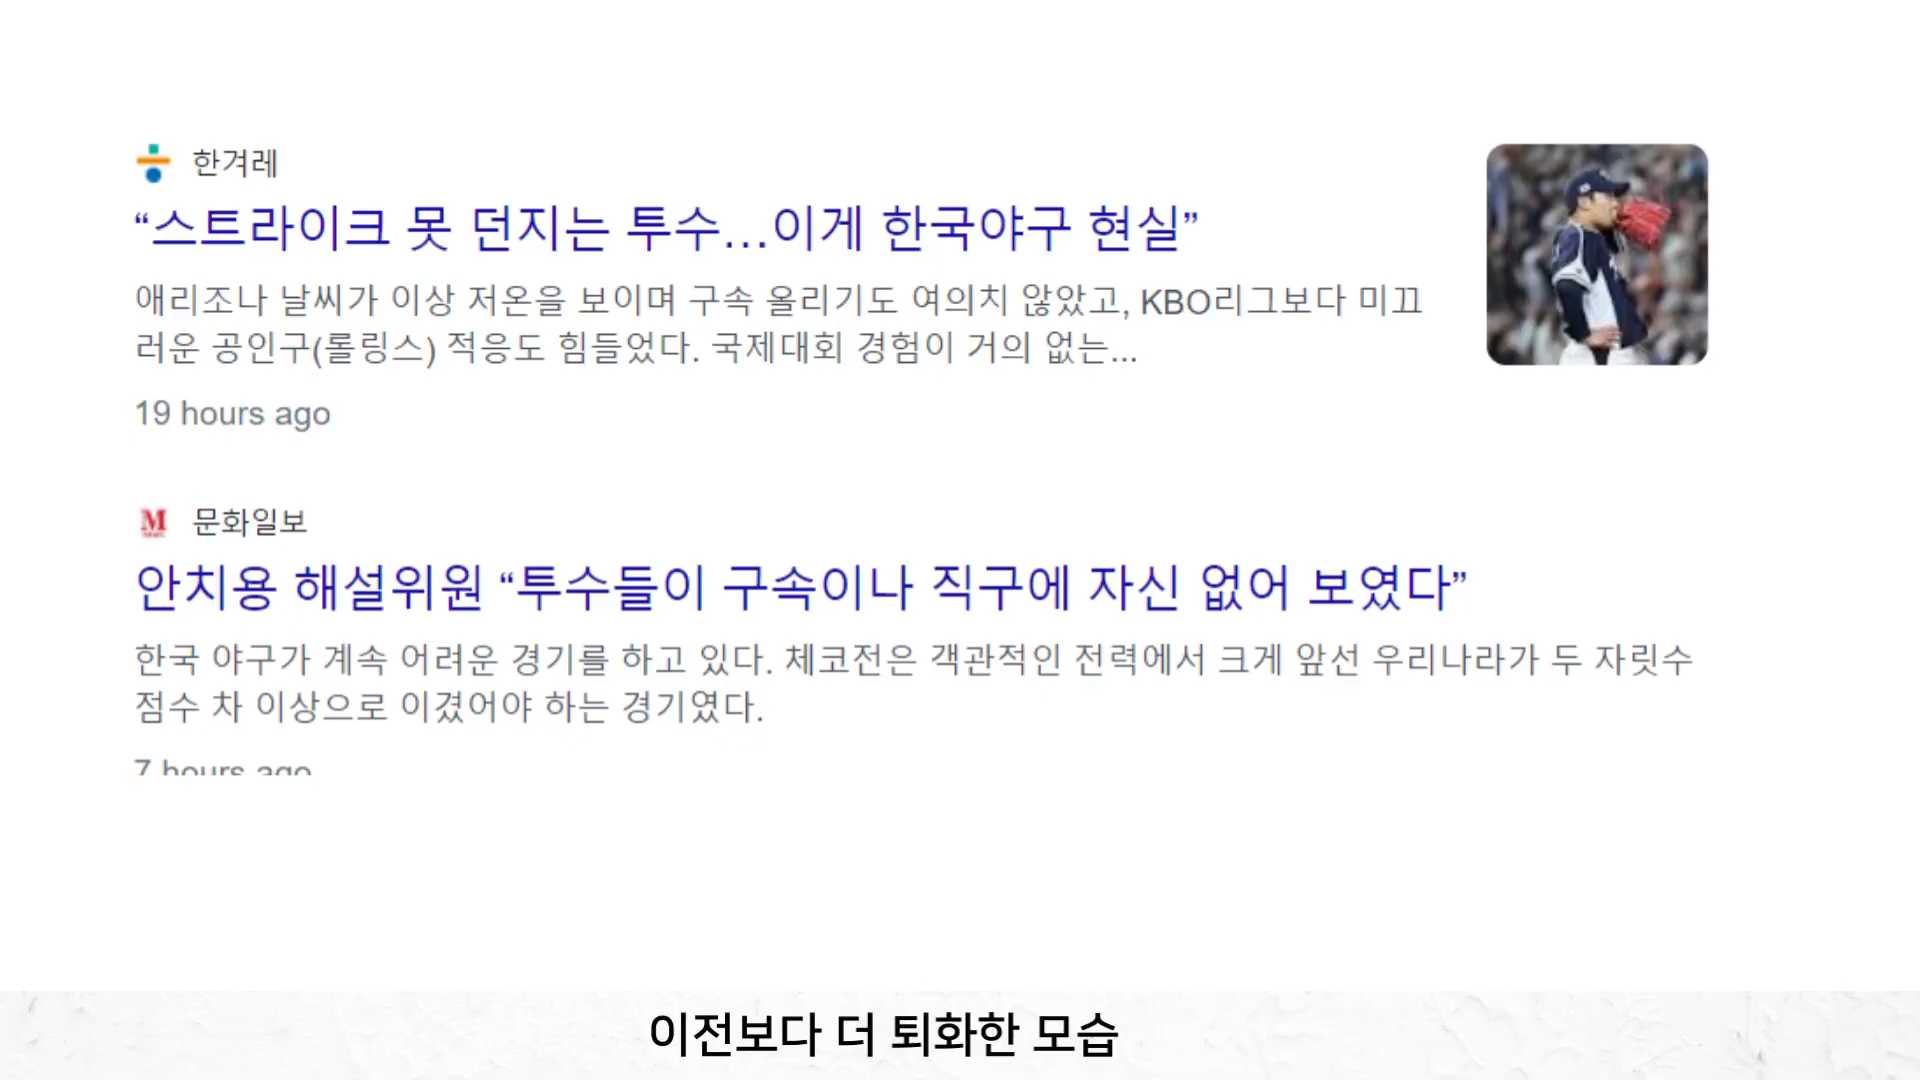 한겨레
“스트라이크 못 던지는 투수…이게 한국야구 현실”
애리조나 날씨가 이상 저온을 보이며 구속 올리기도 여의치 않았고, KBO리그보다 미끄
러운 공인구(롤링스) 적응도 힘들었다. 국제대회 경험이 거의 없는...
19 hours ago
문화일보
안치용 해설위원 “투수들이 구속이나 직구에 자신 없어 보였다”
한국 야구가 계속 어려운 경기를 하고 있다. 체코전은 객관적인 전력에서 크게 앞선 우리나라가 두 자릿수
점수 차 이상으로 이겼어야 하는 경기였다.
7 hours ago
이전보다 더 퇴화한 모습